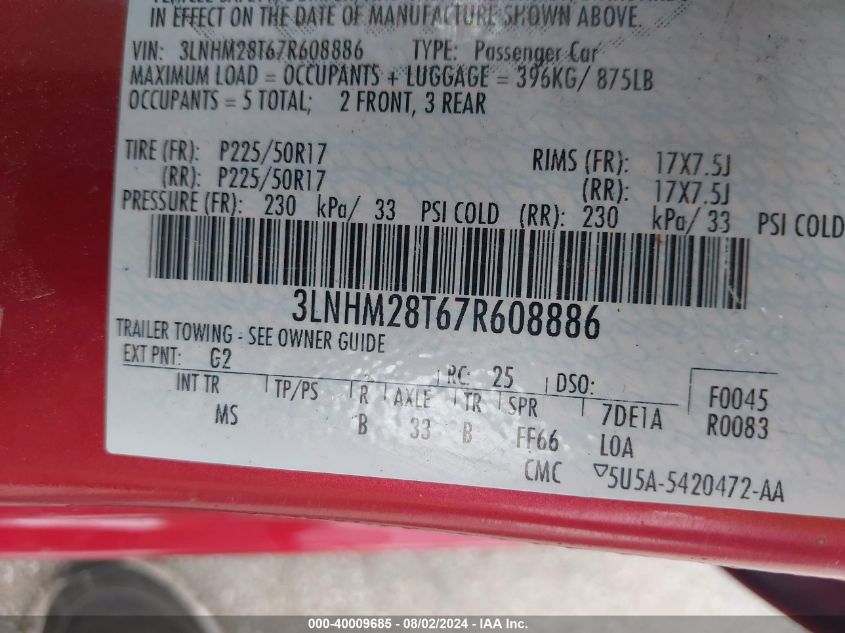 IN EFFECT ON THE DATE OF MANUFACTURE SHOWN ABOVE.
VIN: 3LNHM28T67R608886 TYPE: Passenger Car
MAXIMUM LOAD = OCCUPANTS + LUGGAGE = 396KG/ 875LB
OCCUPANTS = 5 TOTAL; 2 FRONT, 3 REAR
TIRE (FR): P225/50R17 RIMS (FR): 17X7.5J
(RR): P225/50R17 (RR): 17X7.5J
PRESSURE (FR): 230 kPa/ 33 PSI COLD (RR): 230 kPa/ 33 PSI COLD
3LNHM28T67R608886
TRAILER TOWING - SEE OWNER GUIDE
EXT PNT: G2 RC: 25 DSO: F0045
INT TR TP/PS R AXLE TR SPR 7DE1A R0083
MS B 33 B FF66 LOA
CMC 5U5A-5420472-AA
000-40009685 - 08/02/2024 - IAA Inc.